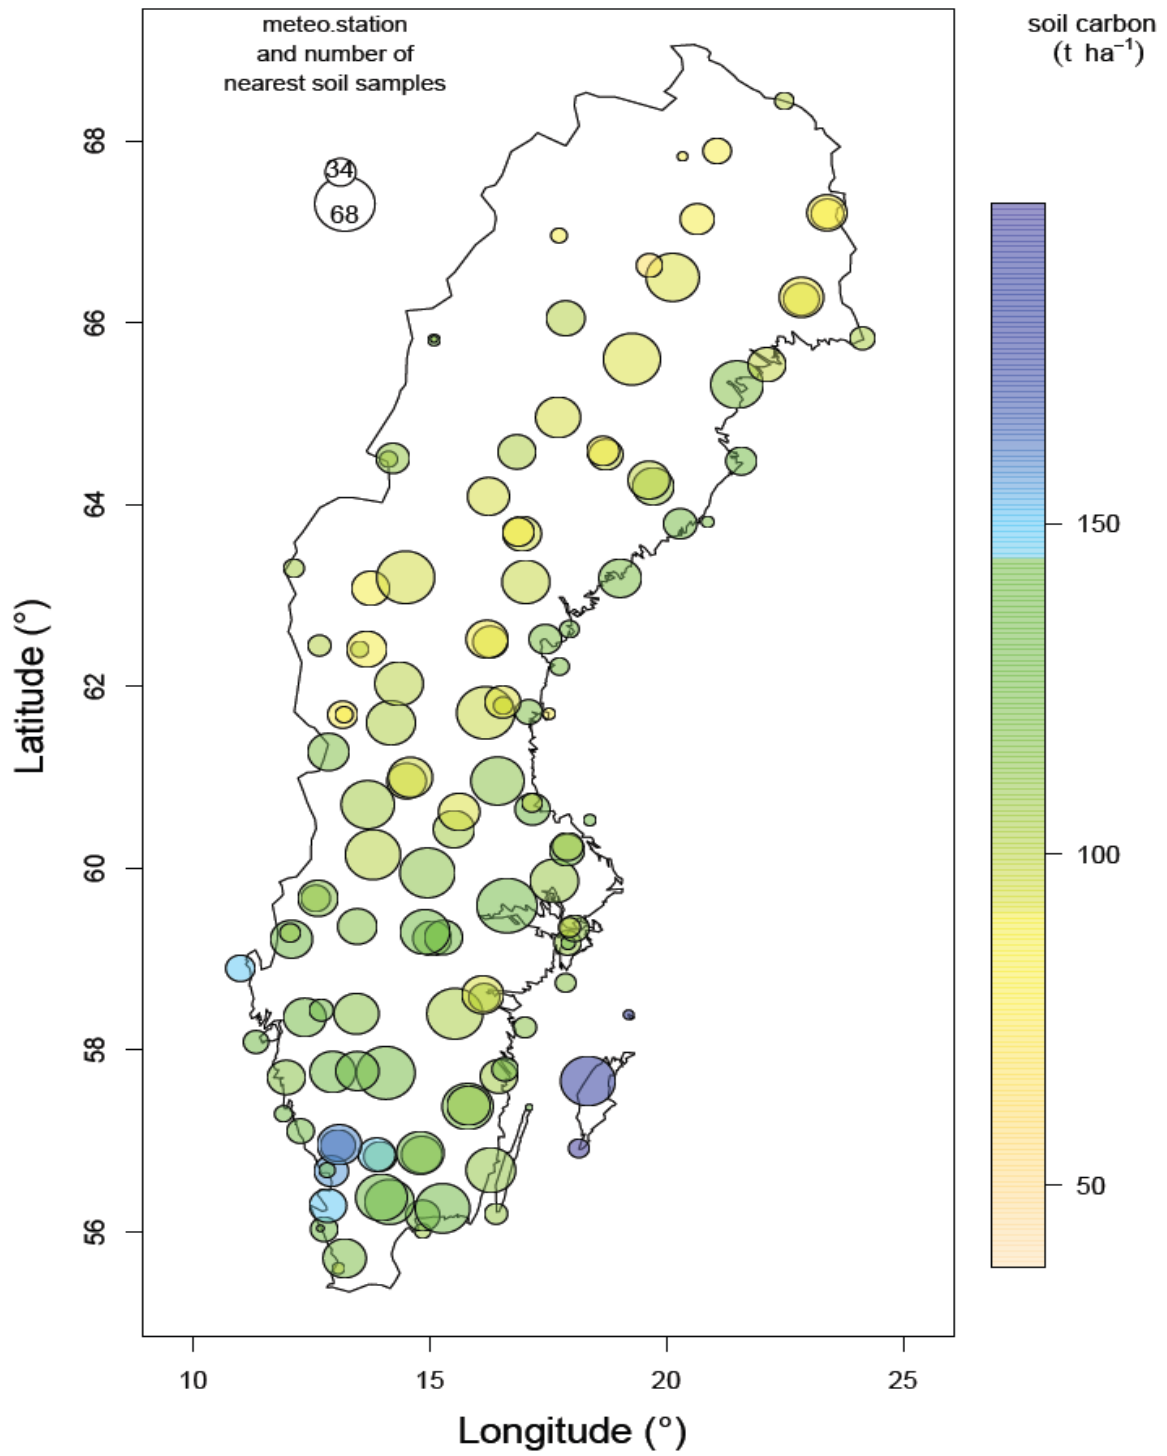 meteo.station
and number of
nearest soil samples
soil carbon
(t ha⁻¹)
34
68
68
66
64
62
60
58
56
Latitude (°)
150
100
50
10 15 20 25
Longitude (°)